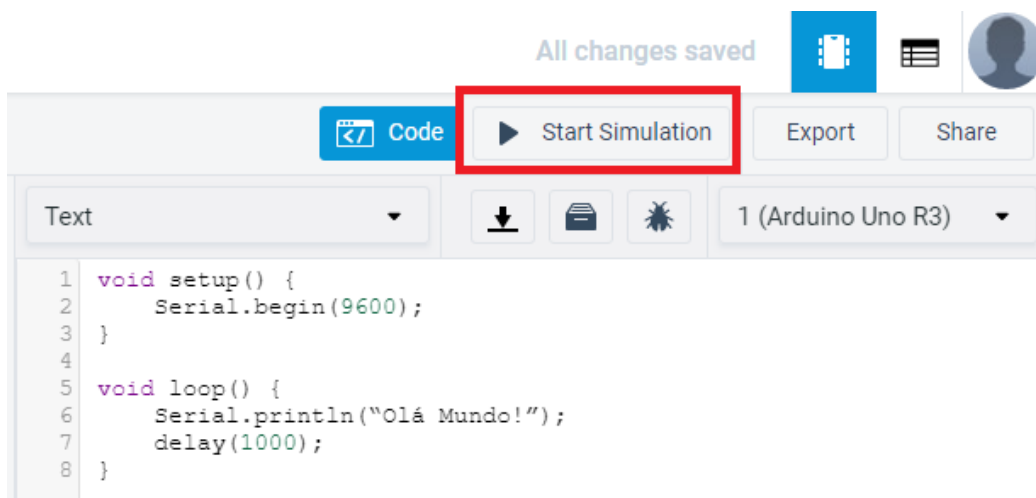 All changes saved
Code
Start Simulation
Export
Share
Text
1 (Arduino Uno R3)
1 void setup() {
2     Serial.begin(9600);
3 }
4
5 void loop() {
6     Serial.println(“Olá Mundo!”);
7     delay(1000);
8 }